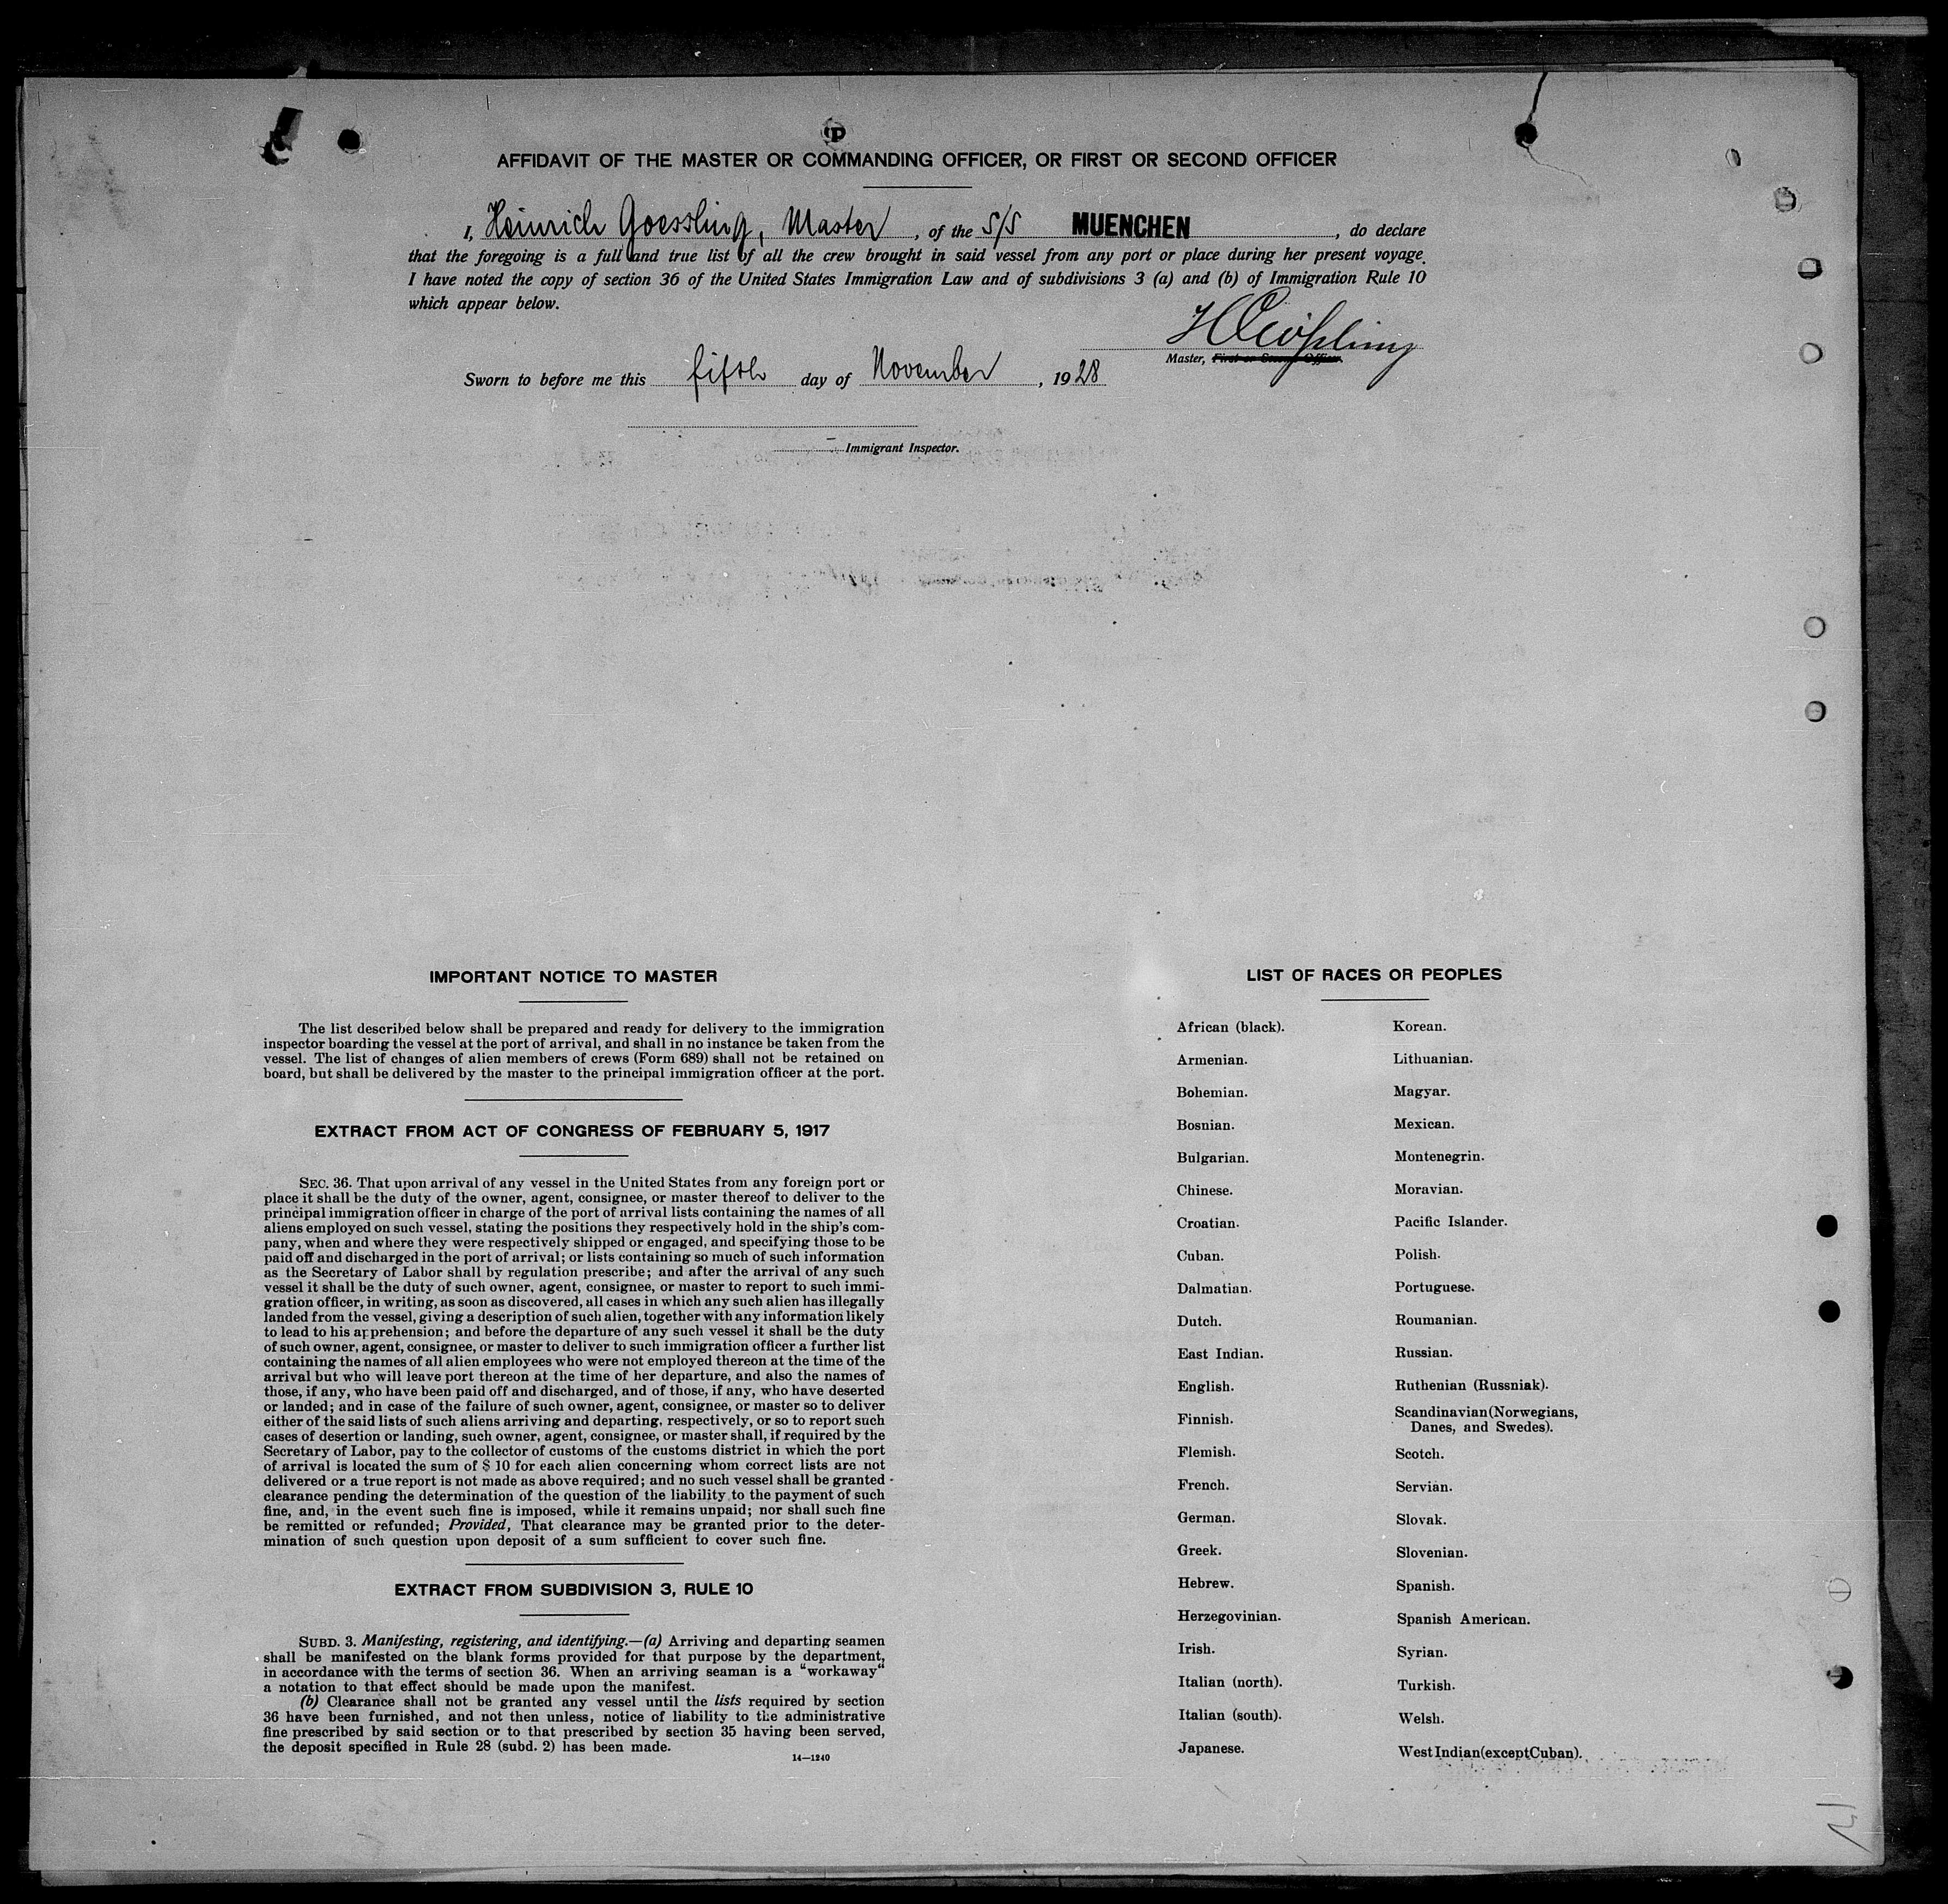 AFFIDAVIT OF THE MASTER OR COMMANDING OFFICER, OR FIRST OR SECOND OFFICER
I, Heinrich Goessling, Master, of the S/S MUENCHEN, do declare
that the foregoing is a full and true list of all the crew brought in said vessel from any port or place during her present voyage.
I have noted the copy of section 36 of the United States Immigration Law and of subdivisions 3 (a) and (b) of Immigration Rule 10
which appear below.
Master, First or Second Officer.
Sworn to before me this fifth day of November, 1928
Immigrant Inspector.
IMPORTANT NOTICE TO MASTER
The list described below shall be prepared and ready for delivery to the immigration
inspector boarding the vessel at the port of arrival, and shall in no instance be taken from the
vessel. The list of changes of alien members of crews (Form 689) shall not be retained on
board, but shall be delivered by the master to the principal immigration officer at the port.
EXTRACT FROM ACT OF CONGRESS OF FEBRUARY 5, 1917
SEC. 36. That upon arrival of any vessel in the United States from any foreign port or
place it shall be the duty of the owner, agent, consignee, or master thereof to deliver to the
principal immigration officer in charge of the port of arrival lists containing the names of all
aliens employed on such vessel, stating the positions they respectively hold in the ship's com-
pany, when and where they were respectively shipped or engaged, and specifying those to be
paid off and discharged in the port of arrival; or lists containing so much of such information
as the Secretary of Labor shall by regulation prescribe; and after the arrival of any such
vessel it shall be the duty of such owner, agent, consignee, or master to report to such immi-
gration officer, in writing, as soon as discovered, all cases in which any such alien has illegally
landed from the vessel, giving a description of such alien, together with any information likely
to lead to his apprehension; and before the departure of any such vessel it shall be the duty
of such owner, agent, consignee, or master to deliver to such immigration officer a further list
containing the names of all alien employees who were not employed thereon at the time of the
arrival but who will leave port thereon at the time of her departure, and also the names of
those, if any, who have been paid off and discharged, and of those, if any, who have deserted
or landed; and in case of the failure of such owner, agent, consignee, or master so to deliver
either of the said lists of such aliens arriving and departing, respectively, or so to report such
cases of desertion or landing, such owner, agent, consignee, or master shall, if required by the
Secretary of Labor, pay to the collector of customs of the customs district in which the port
of arrival is located the sum of $ 10 for each alien concerning whom correct lists are not
delivered or a true report is not made as above required; and no such vessel shall be granted
clearance pending the determination of the question of the liability to the payment of such
fine, and, in the event such fine is imposed, while it remains unpaid; nor shall such fine
be remitted or refunded; Provided, That clearance may be granted prior to the deter-
mination of such question upon deposit of a sum sufficient to cover such fine.
EXTRACT FROM SUBDIVISION 3, RULE 10
SUBD. 3. Manifesting, registering, and identifying.—(a) Arriving and departing seamen
shall be manifested on the blank forms provided for that purpose by the department,
in accordance with the terms of section 36. When an arriving seaman is a "workaway"
a notation to that effect should be made upon the manifest.
(b) Clearance shall not be granted any vessel until the lists required by section
36 have been furnished, and not then unless, notice of liability to the administrative
fine prescribed by said section or to that prescribed by section 35 having been served,
the deposit specified in Rule 28 (subd. 2) has been made.
14—1240
LIST OF RACES OR PEOPLES
African (black).
Armenian.
Bohemian.
Bosnian.
Bulgarian.
Chinese.
Croatian.
Cuban.
Dalmatian.
Dutch.
East Indian.
English.
Finnish.
Flemish.
French.
German.
Greek.
Hebrew.
Herzegovinian.
Irish.
Italian (north).
Italian (south).
Japanese.
Korean.
Lithuanian.
Magyar.
Mexican.
Montenegrin.
Moravian.
Pacific Islander.
Polish.
Portuguese.
Roumanian.
Russian.
Ruthenian (Russniak).
Scandinavian(Norwegians,
Danes, and Swedes).
Scotch.
Servian.
Slovak.
Slovenian.
Spanish.
Spanish American.
Syrian.
Turkish.
Welsh.
West Indian(except Cuban).